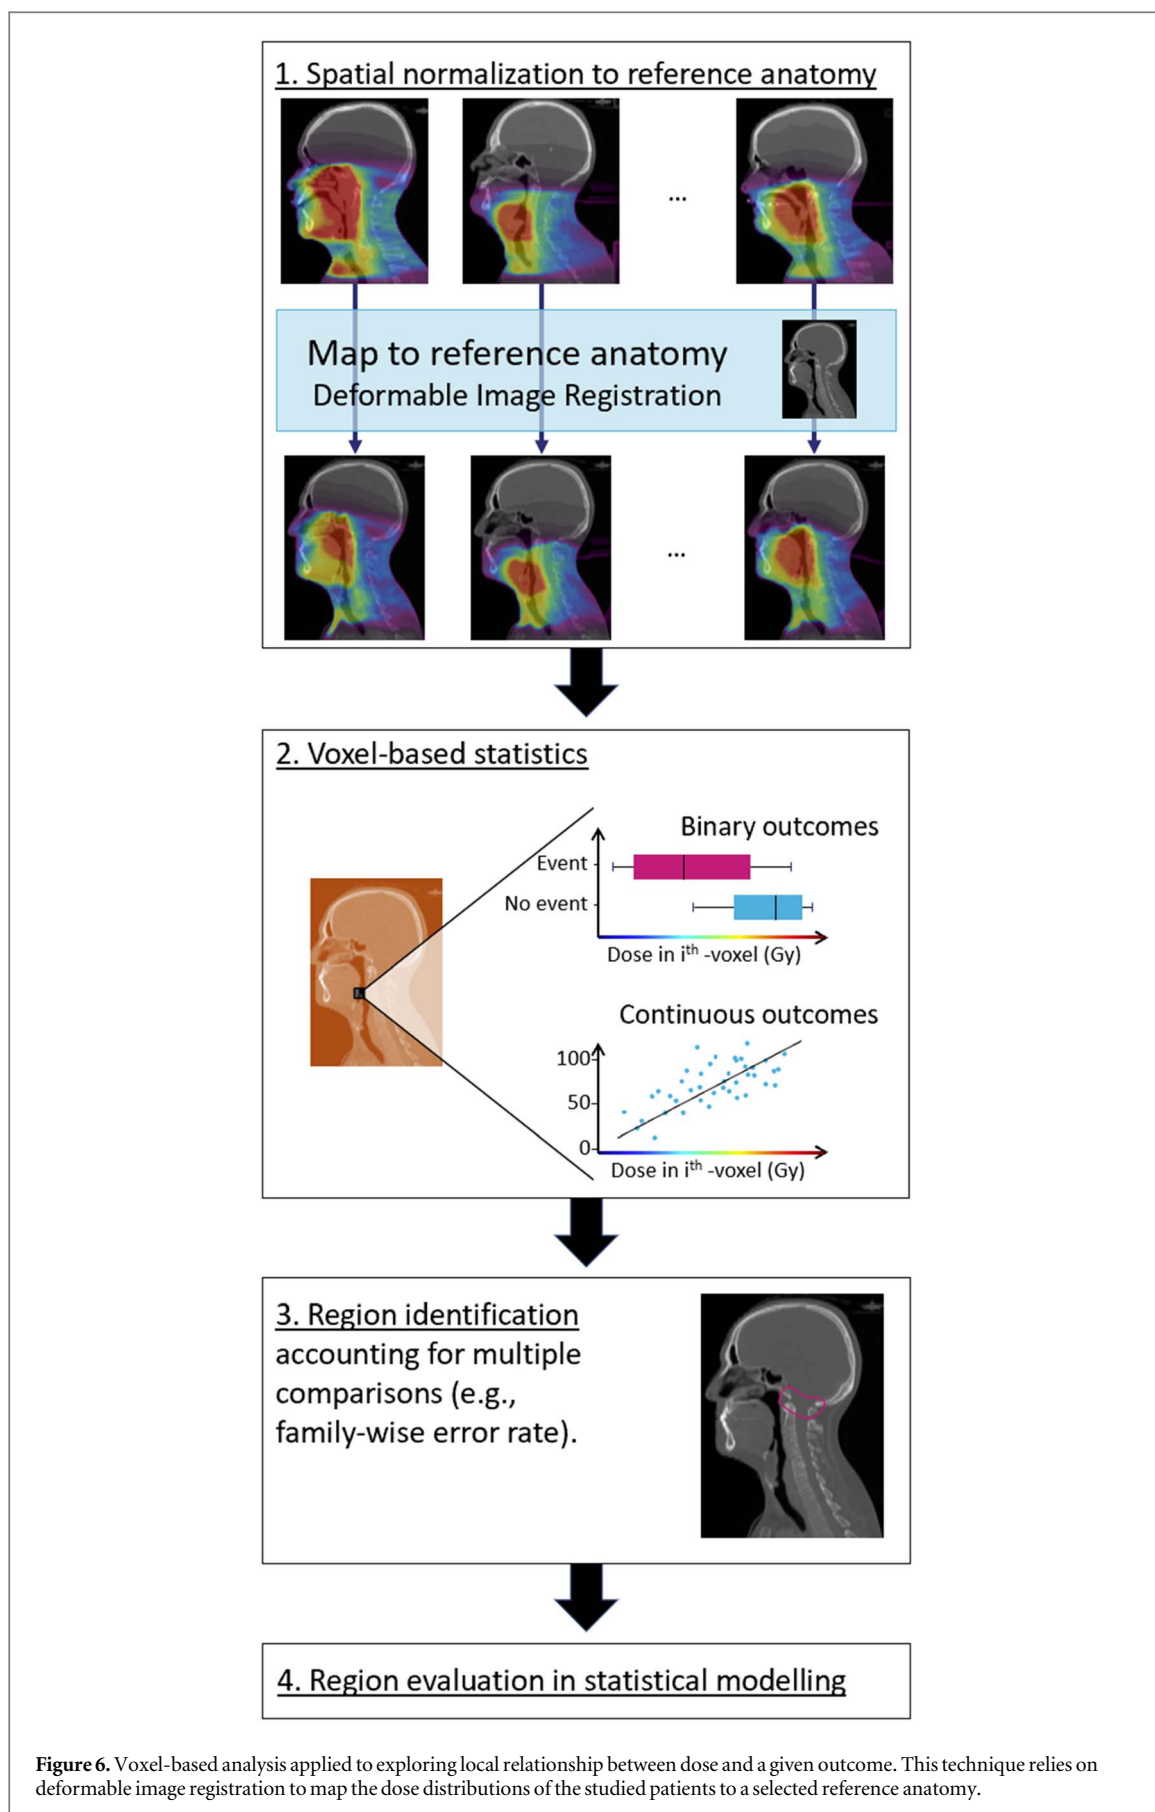 1. Spatial normalization to reference anatomy
...
Map to reference anatomy
Deformable Image Registration
...
2. Voxel-based statistics
Binary outcomes
Event
No event
Dose in iᵗʰ -voxel (Gy)
Continuous outcomes
100
50
0
Dose in iᵗʰ -voxel (Gy)
3. Region identification
accounting for multiple
comparisons (e.g.,
family-wise error rate).
4. Region evaluation in statistical modelling
Figure 6. Voxel-based analysis applied to exploring local relationship between dose and a given outcome. This technique relies on
deformable image registration to map the dose distributions of the studied patients to a selected reference anatomy.